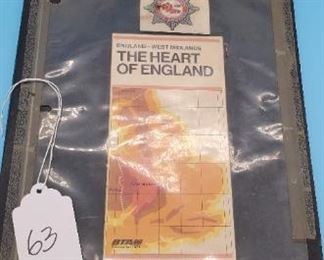 ENGLAND - WEST MIDLANDS
THE HEART
OF ENGLAND
63